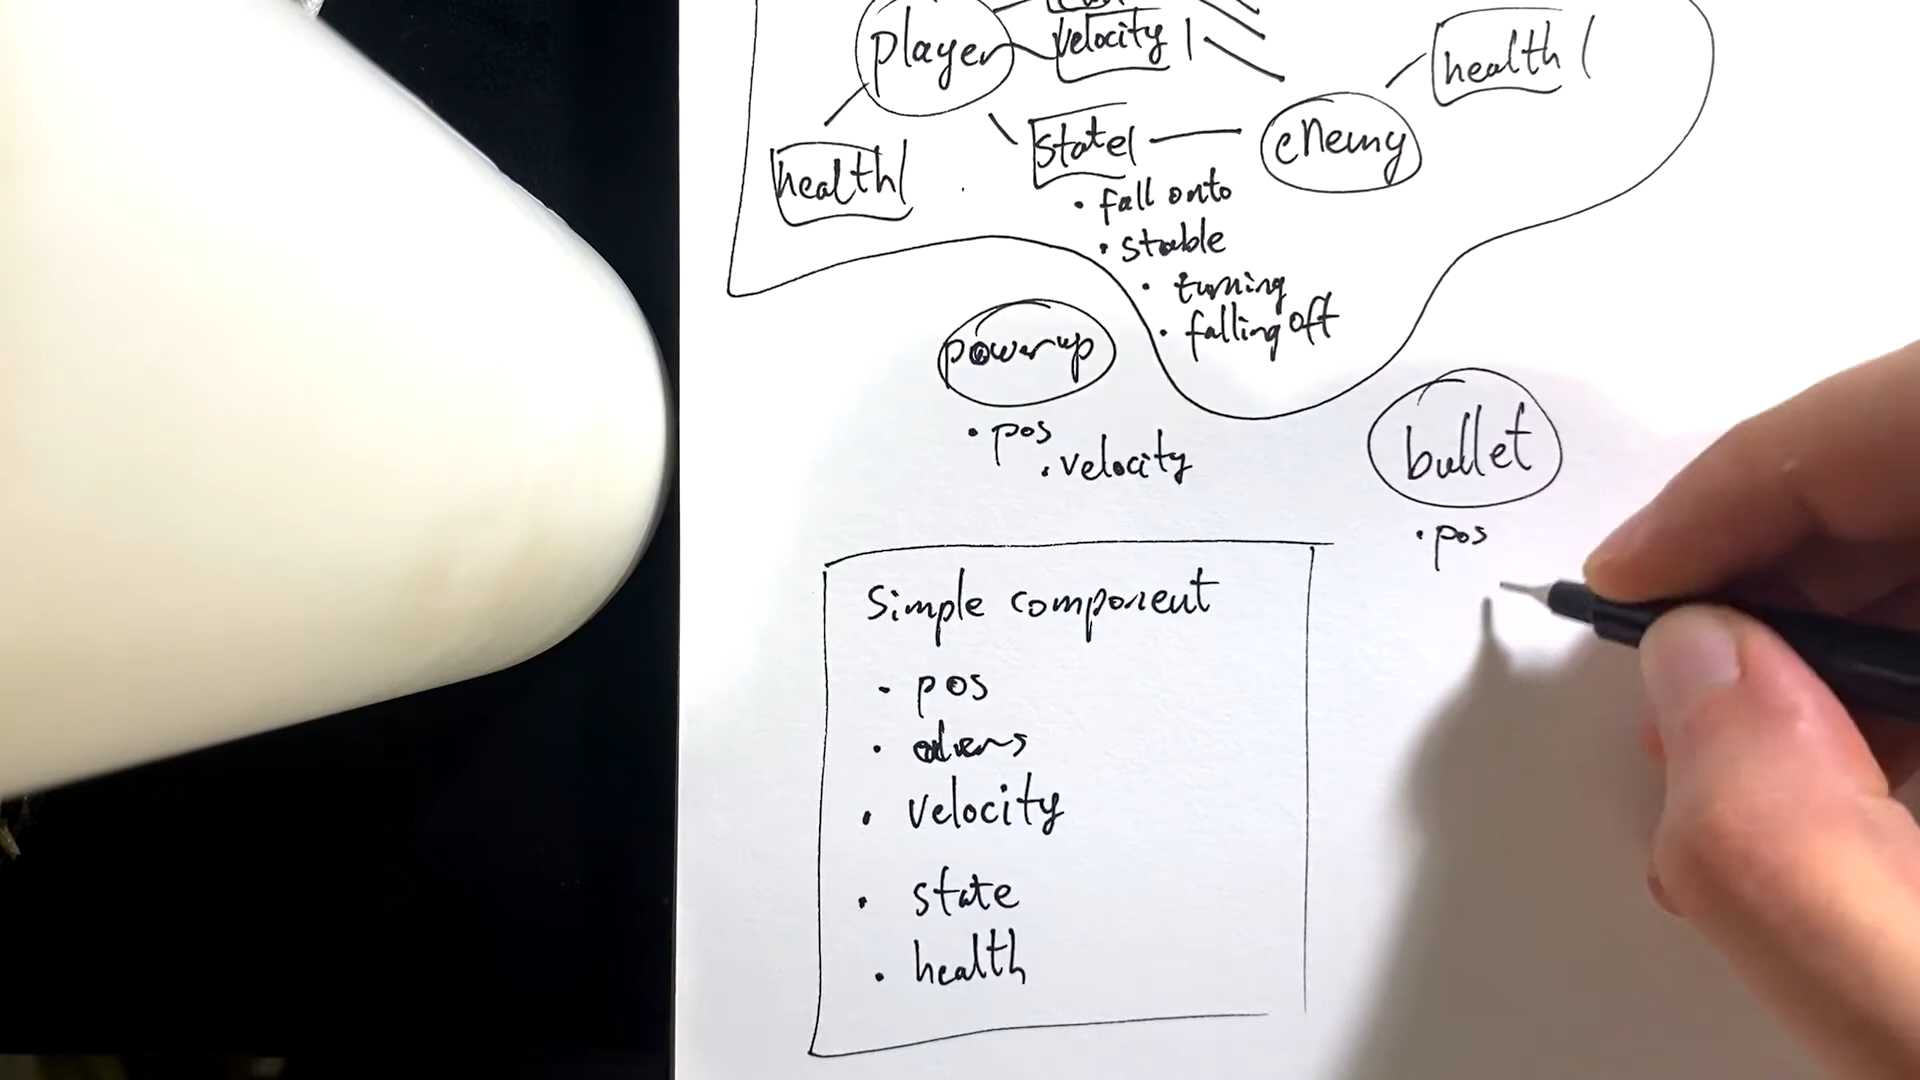 player
velocity
health
health
state
enemy
• fall onto
• stable
• turning
• falling off
powerup
• pos
• velocity
bullet
• pos
Simple component
• pos
• velocity
• state
• health